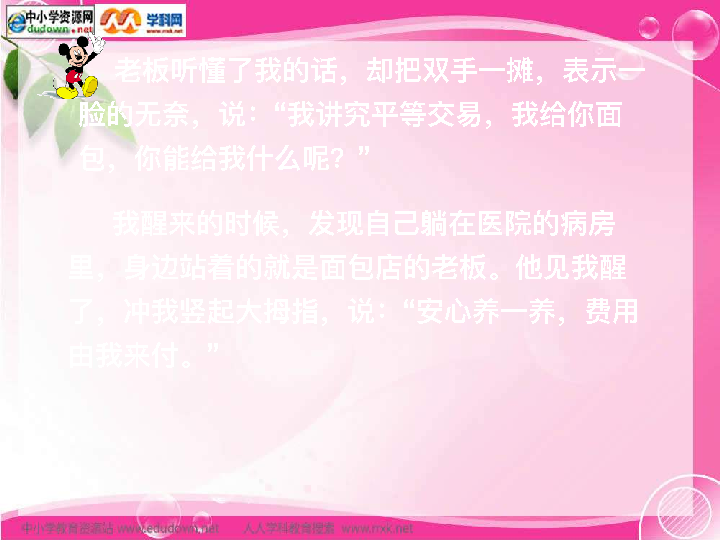 中小学资源网
edudown.net
学科网
www.nrxk.net
老板听懂了我的话，却把双手一摊，表示一
脸的无奈，说：“我讲究平等交易，我给你面
包，你能给我什么呢？”
我醒来的时候，发现自己躺在医院的病房
里，身边站着的就是面包店的老板。他见我醒
了，冲我竖起大拇指，说：“安心养一养，费用
由我来付。”
中小学教育资源站 www.edudown.net 人人学科教育搜索 www.rrxk.net